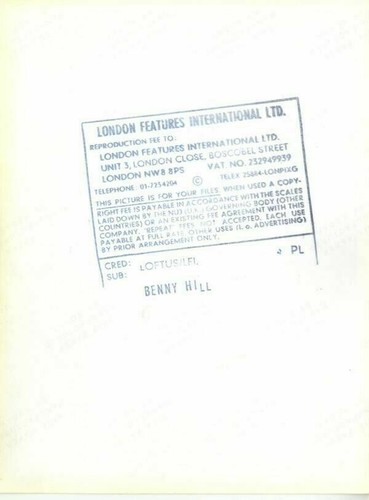 LONDON FEATURES INTERNATIONAL LTD.
REPRODUCTION FEE TO:
LONDON FEATURES INTERNATIONAL LTD.
UNIT 3, LONDON CLOSE, BOSCOBEL STREET
LONDON NW8 8PS VAT NO. 232949939
TELEPHONE: 01-7234204 © TELEX 25684-LONPIXG
THIS PICTURE IS FOR YOUR FILES. WHEN USED A COPY-
RIGHT FEE IS PAYABLE IN ACCORDANCE WITH THE SCALES
LAID DOWN BY THE GOVERNING BODY (OTHER
COUNTRIES) OR AN EXISTING FEE AGREEMENT WITH THIS
COMPANY. "REPEAT" FEES NOT ACCEPTED. EACH USE
PAYABLE AT FULL RATE. OTHER USES (I.e. ADVERTISING)
BY PRIOR ARRANGEMENT ONLY.
CRED: LOFTUS/LFI. PL
SUB:
BENNY HILL